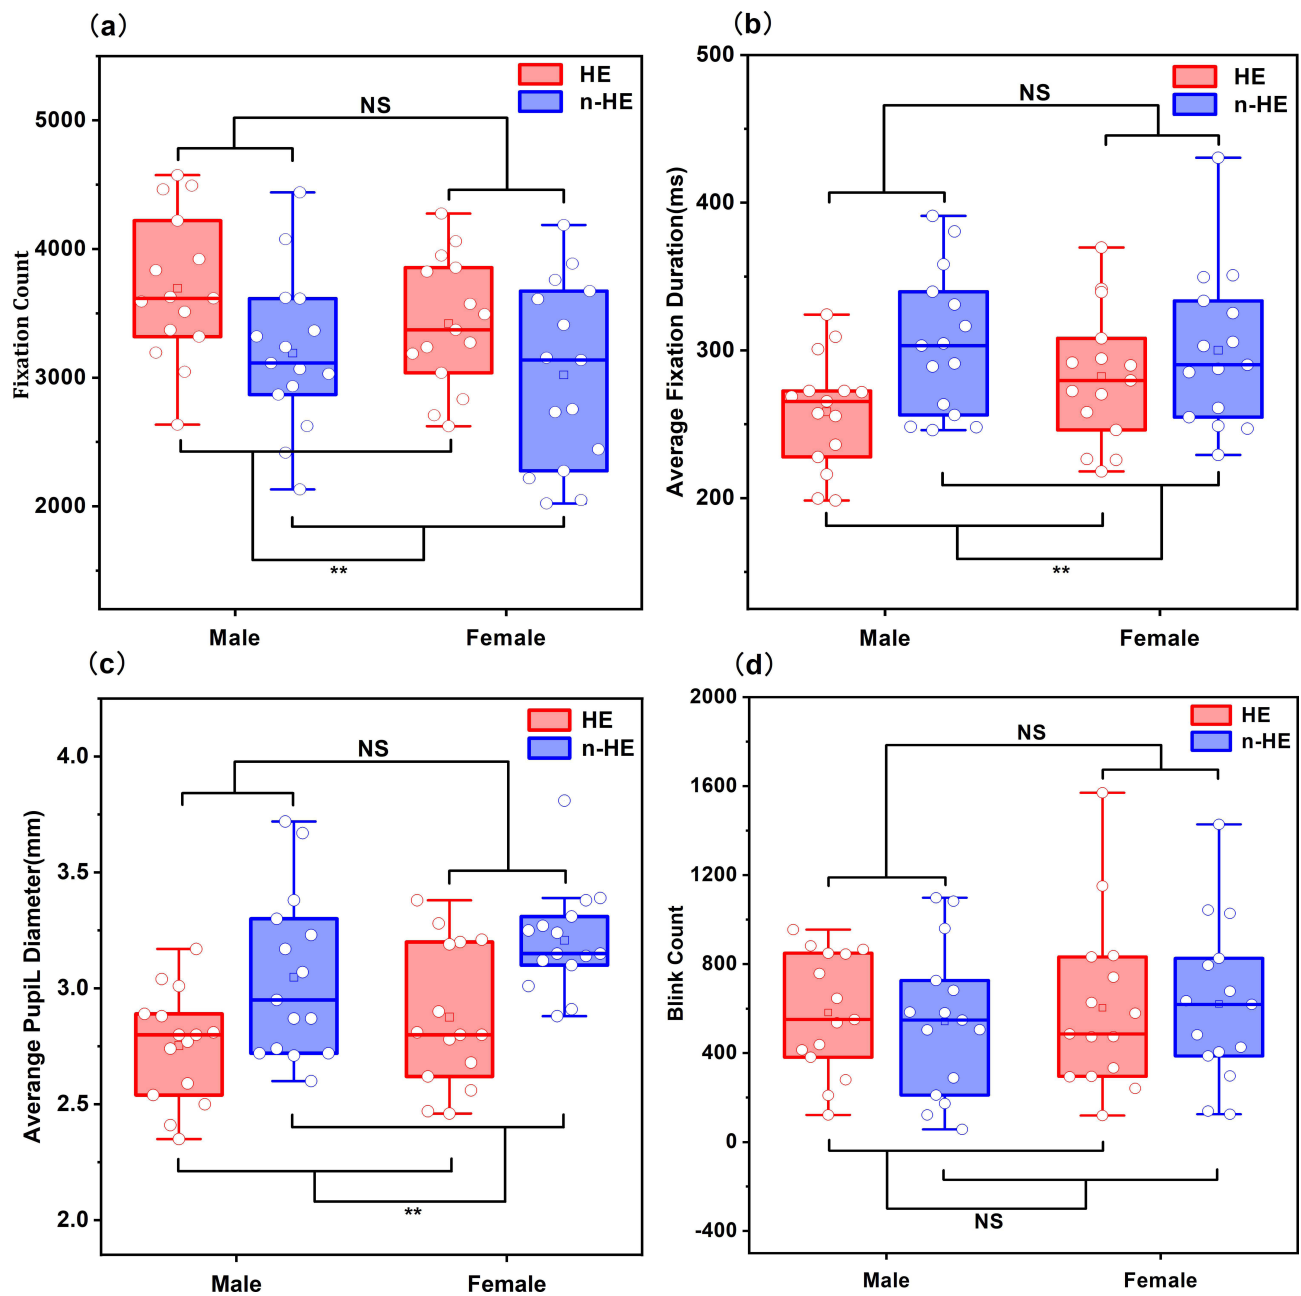 (a)
HE
n-HE
NS
5000
4000
3000
2000
Fixation Count
**
Male
Female
(b)
500
400
300
200
Average Fixation Duration(ms)
HE
n-HE
NS
**
Male
Female
(c)
HE
n-HE
NS
4.0
3.5
3.0
2.5
2.0
Averange PupiL Diameter(mm)
**
Male
Female
(d)
2000
1600
1200
800
400
0
-400
Blink Count
HE
n-HE
NS
NS
Male
Female